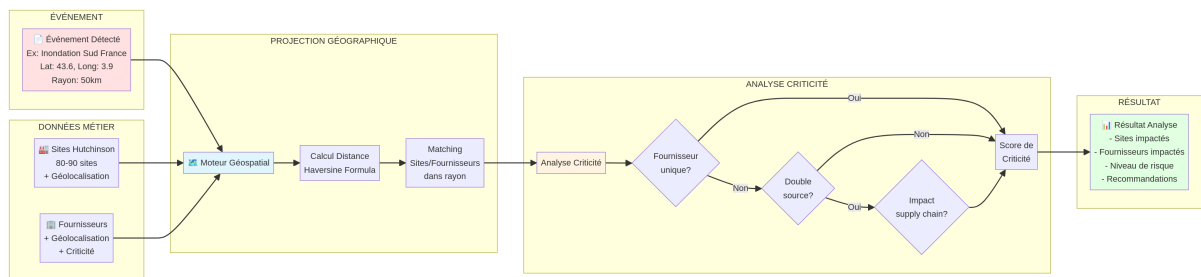 ÉVÉNEMENT
📄 Événement Détecté
Ex: Inondation Sud France
Lat: 43.6, Long: 3.9
Rayon: 50km
DONNÉES MÉTIER
🏭 Sites Hutchinson
80-90 sites
+ Géolocalisation
🏢 Fournisseurs
+ Géolocalisation
+ Criticité
PROJECTION GÉOGRAPHIQUE
🗺️ Moteur Géospatial
Calcul Distance
Haversine Formula
Matching
Sites/Fournisseurs
dans rayon
ANALYSE CRITICITÉ
Analyse Criticité
Fournisseur
unique?
Oui
Non
Double
source?
Non
Oui
Impact
supply chain?
Score de
Criticité
RÉSULTAT
📊 Résultat Analyse
- Sites impactés
- Fournisseurs impactés
- Niveau de risque
- Recommandations